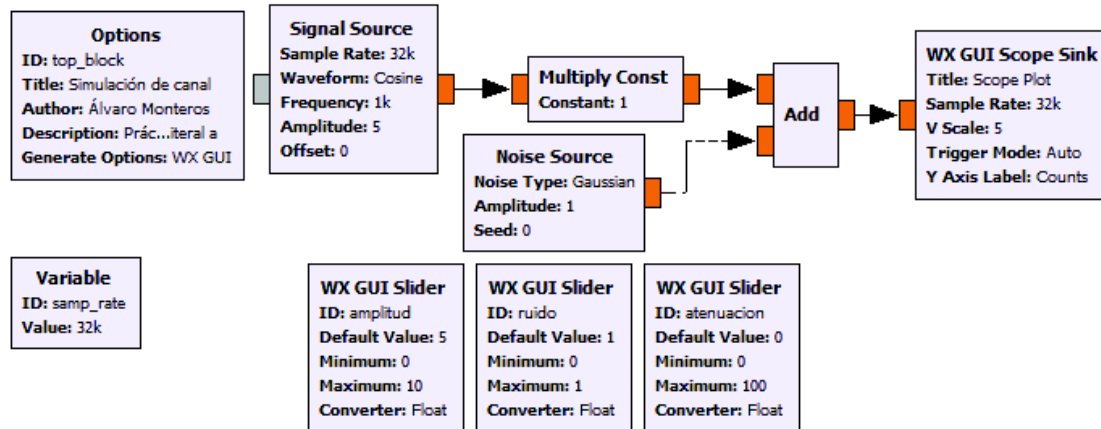 Options
ID: top_block
Title: Simulación de canal
Author: Álvaro Monteros
Description: Prác...iteral a
Generate Options: WX GUI
Signal Source
Sample Rate: 32k
Waveform: Cosine
Frequency: 1k
Amplitude: 5
Offset: 0
Multiply Const
Constant: 1
Add
WX GUI Scope Sink
Title: Scope Plot
Sample Rate: 32k
V Scale: 5
Trigger Mode: Auto
Y Axis Label: Counts
Noise Source
Noise Type: Gaussian
Amplitude: 1
Seed: 0
Variable
ID: samp_rate
Value: 32k
WX GUI Slider
ID: amplitud
Default Value: 5
Minimum: 0
Maximum: 10
Converter: Float
WX GUI Slider
ID: ruido
Default Value: 1
Minimum: 0
Maximum: 1
Converter: Float
WX GUI Slider
ID: atenuacion
Default Value: 0
Minimum: 0
Maximum: 100
Converter: Float